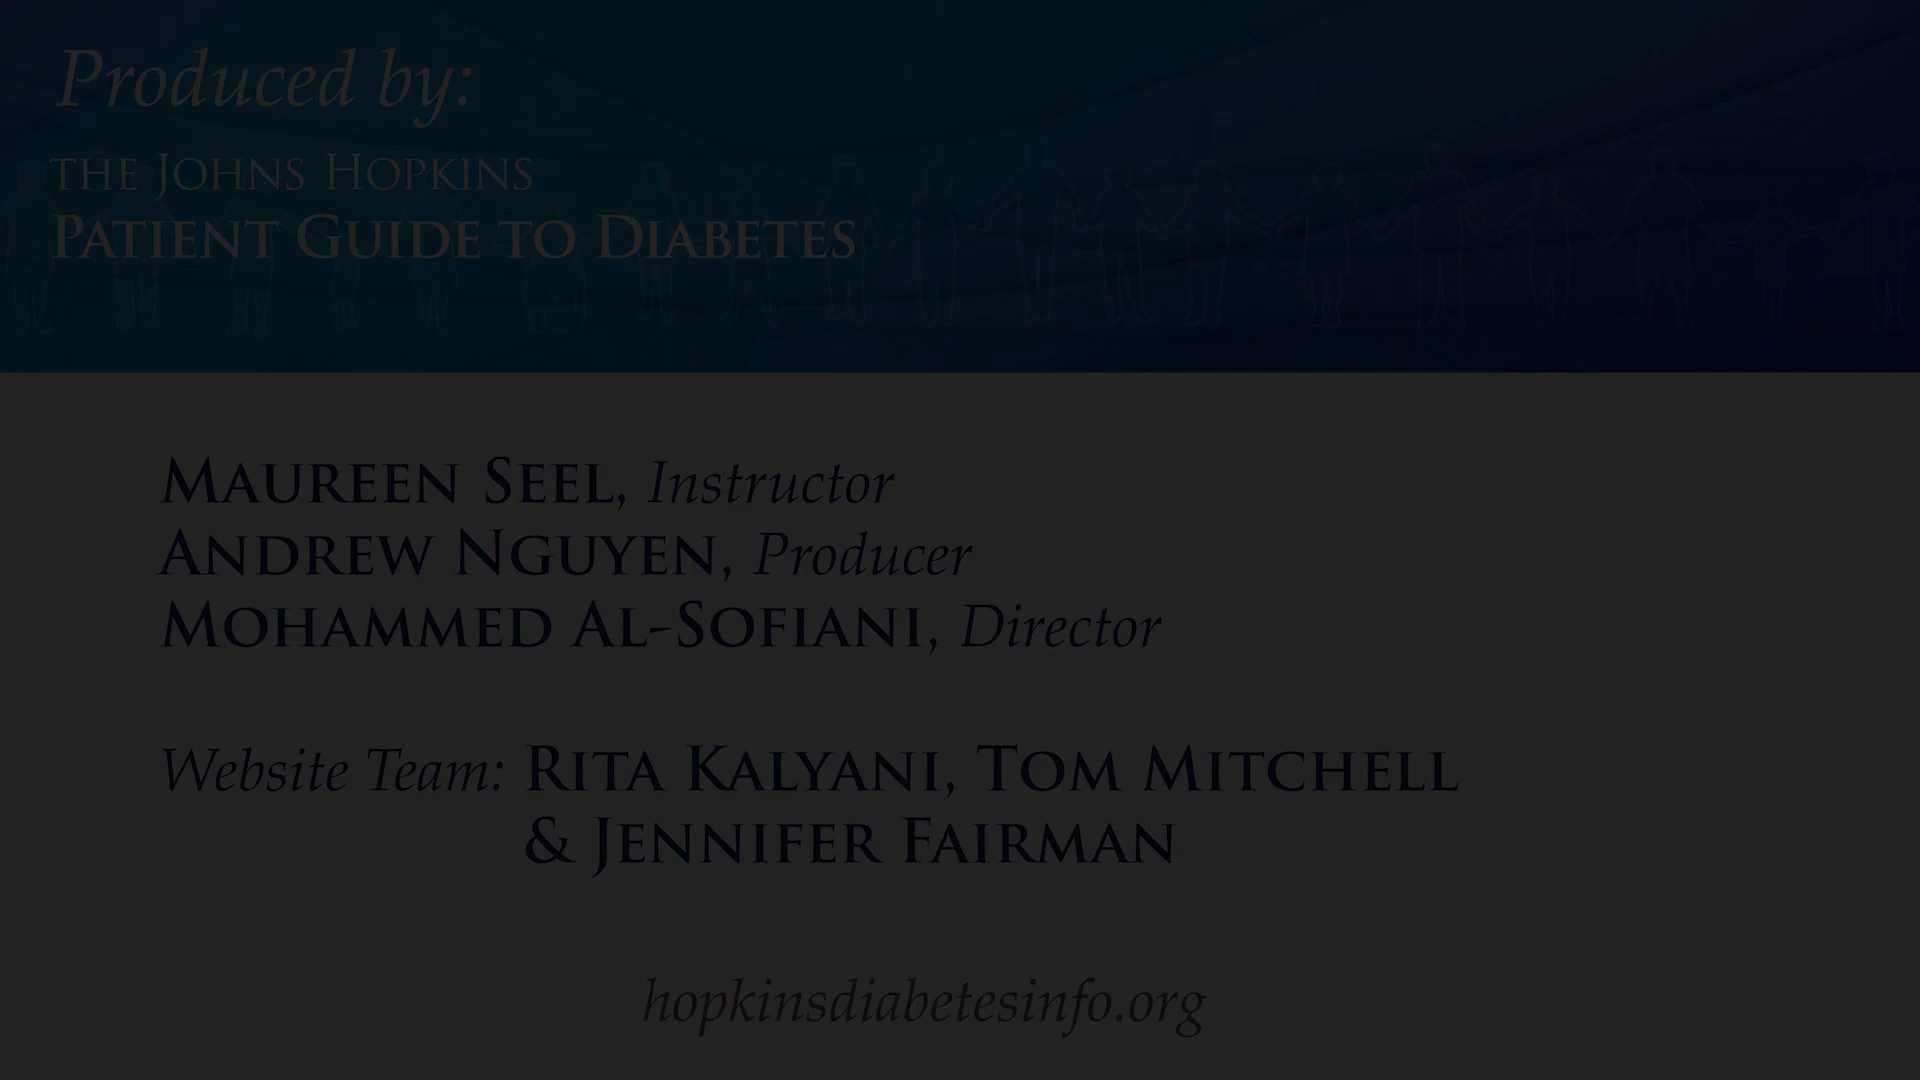 Produced by:
THE JOHNS HOPKINS
PATIENT GUIDE TO DIABETES
MAUREEN SEEL, Instructor
ANDREW NGUYEN, Producer
MOHAMMED AL-SOFIANI, Director
Website Team: RITA KALYANI, TOM MITCHELL
& JENNIFER FAIRMAN
hopkinsdiabetesinfo.org